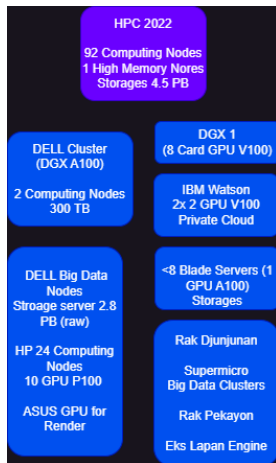 HPC 2022
92 Computing Nodes
1 High Memory Nores
Storages 4.5 PB
DELL Cluster
(DGX A100)
2 Computing Nodes
300 TB
DGX 1
(8 Card GPU V100)
IBM Watson
2x 2 GPU V100
Private Cloud
DELL Big Data
Nodes
Stroage server 2.8
PB (raw)
HP 24 Computing
Nodes
10 GPU P100
ASUS GPU for
Render
<8 Blade Servers (1
GPU A100)
Storages
Rak Djunjunan
Supermicro
Big Data Clusters
Rak Pekayon
Eks Lapan Engine